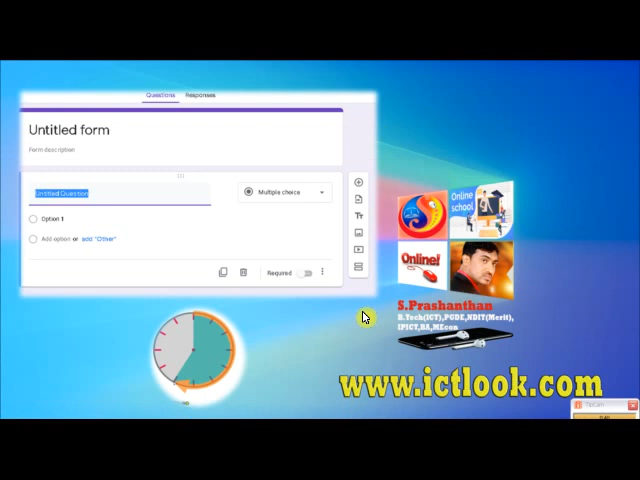 Questions Responses
Untitled form
Form description
Untitled Question
Multiple choice
Option 1
Add option or add "Other"
Required
Online school
Online!
S.Prashanthan
B.Tech(ICT),PGDE,NDIT(Merit),
IPICT,BA,MEcon
www.ictlook.com